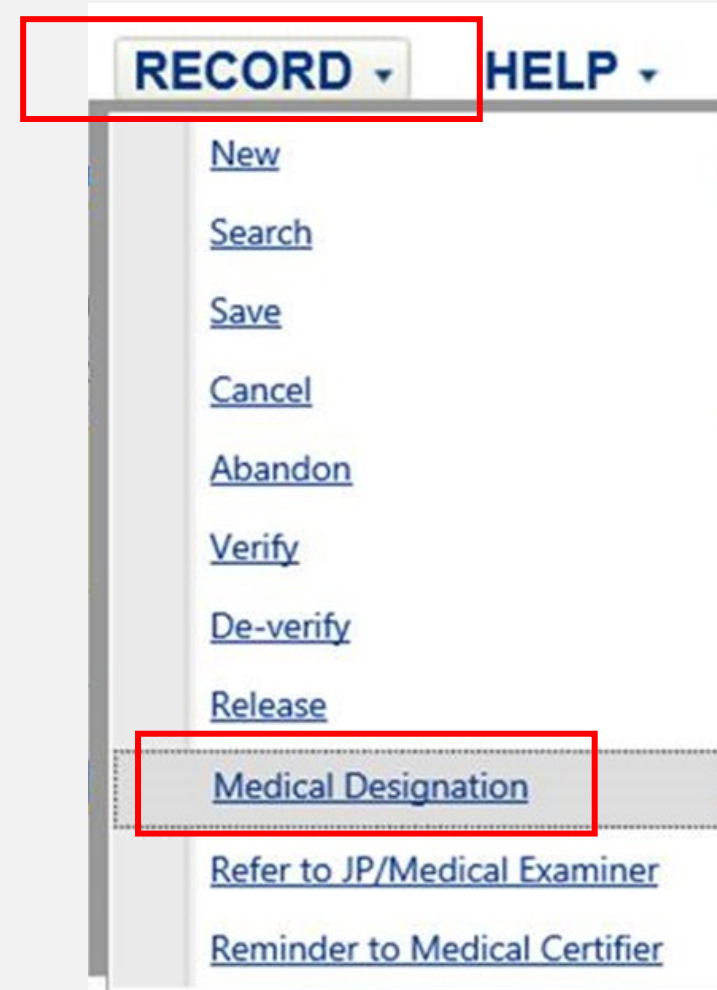 RECORD HELP
New
Search
Save
Cancel
Abandon
Verify
De-verify
Release
Medical Designation
Refer to JP/Medical Examiner
Reminder to Medical Certifier